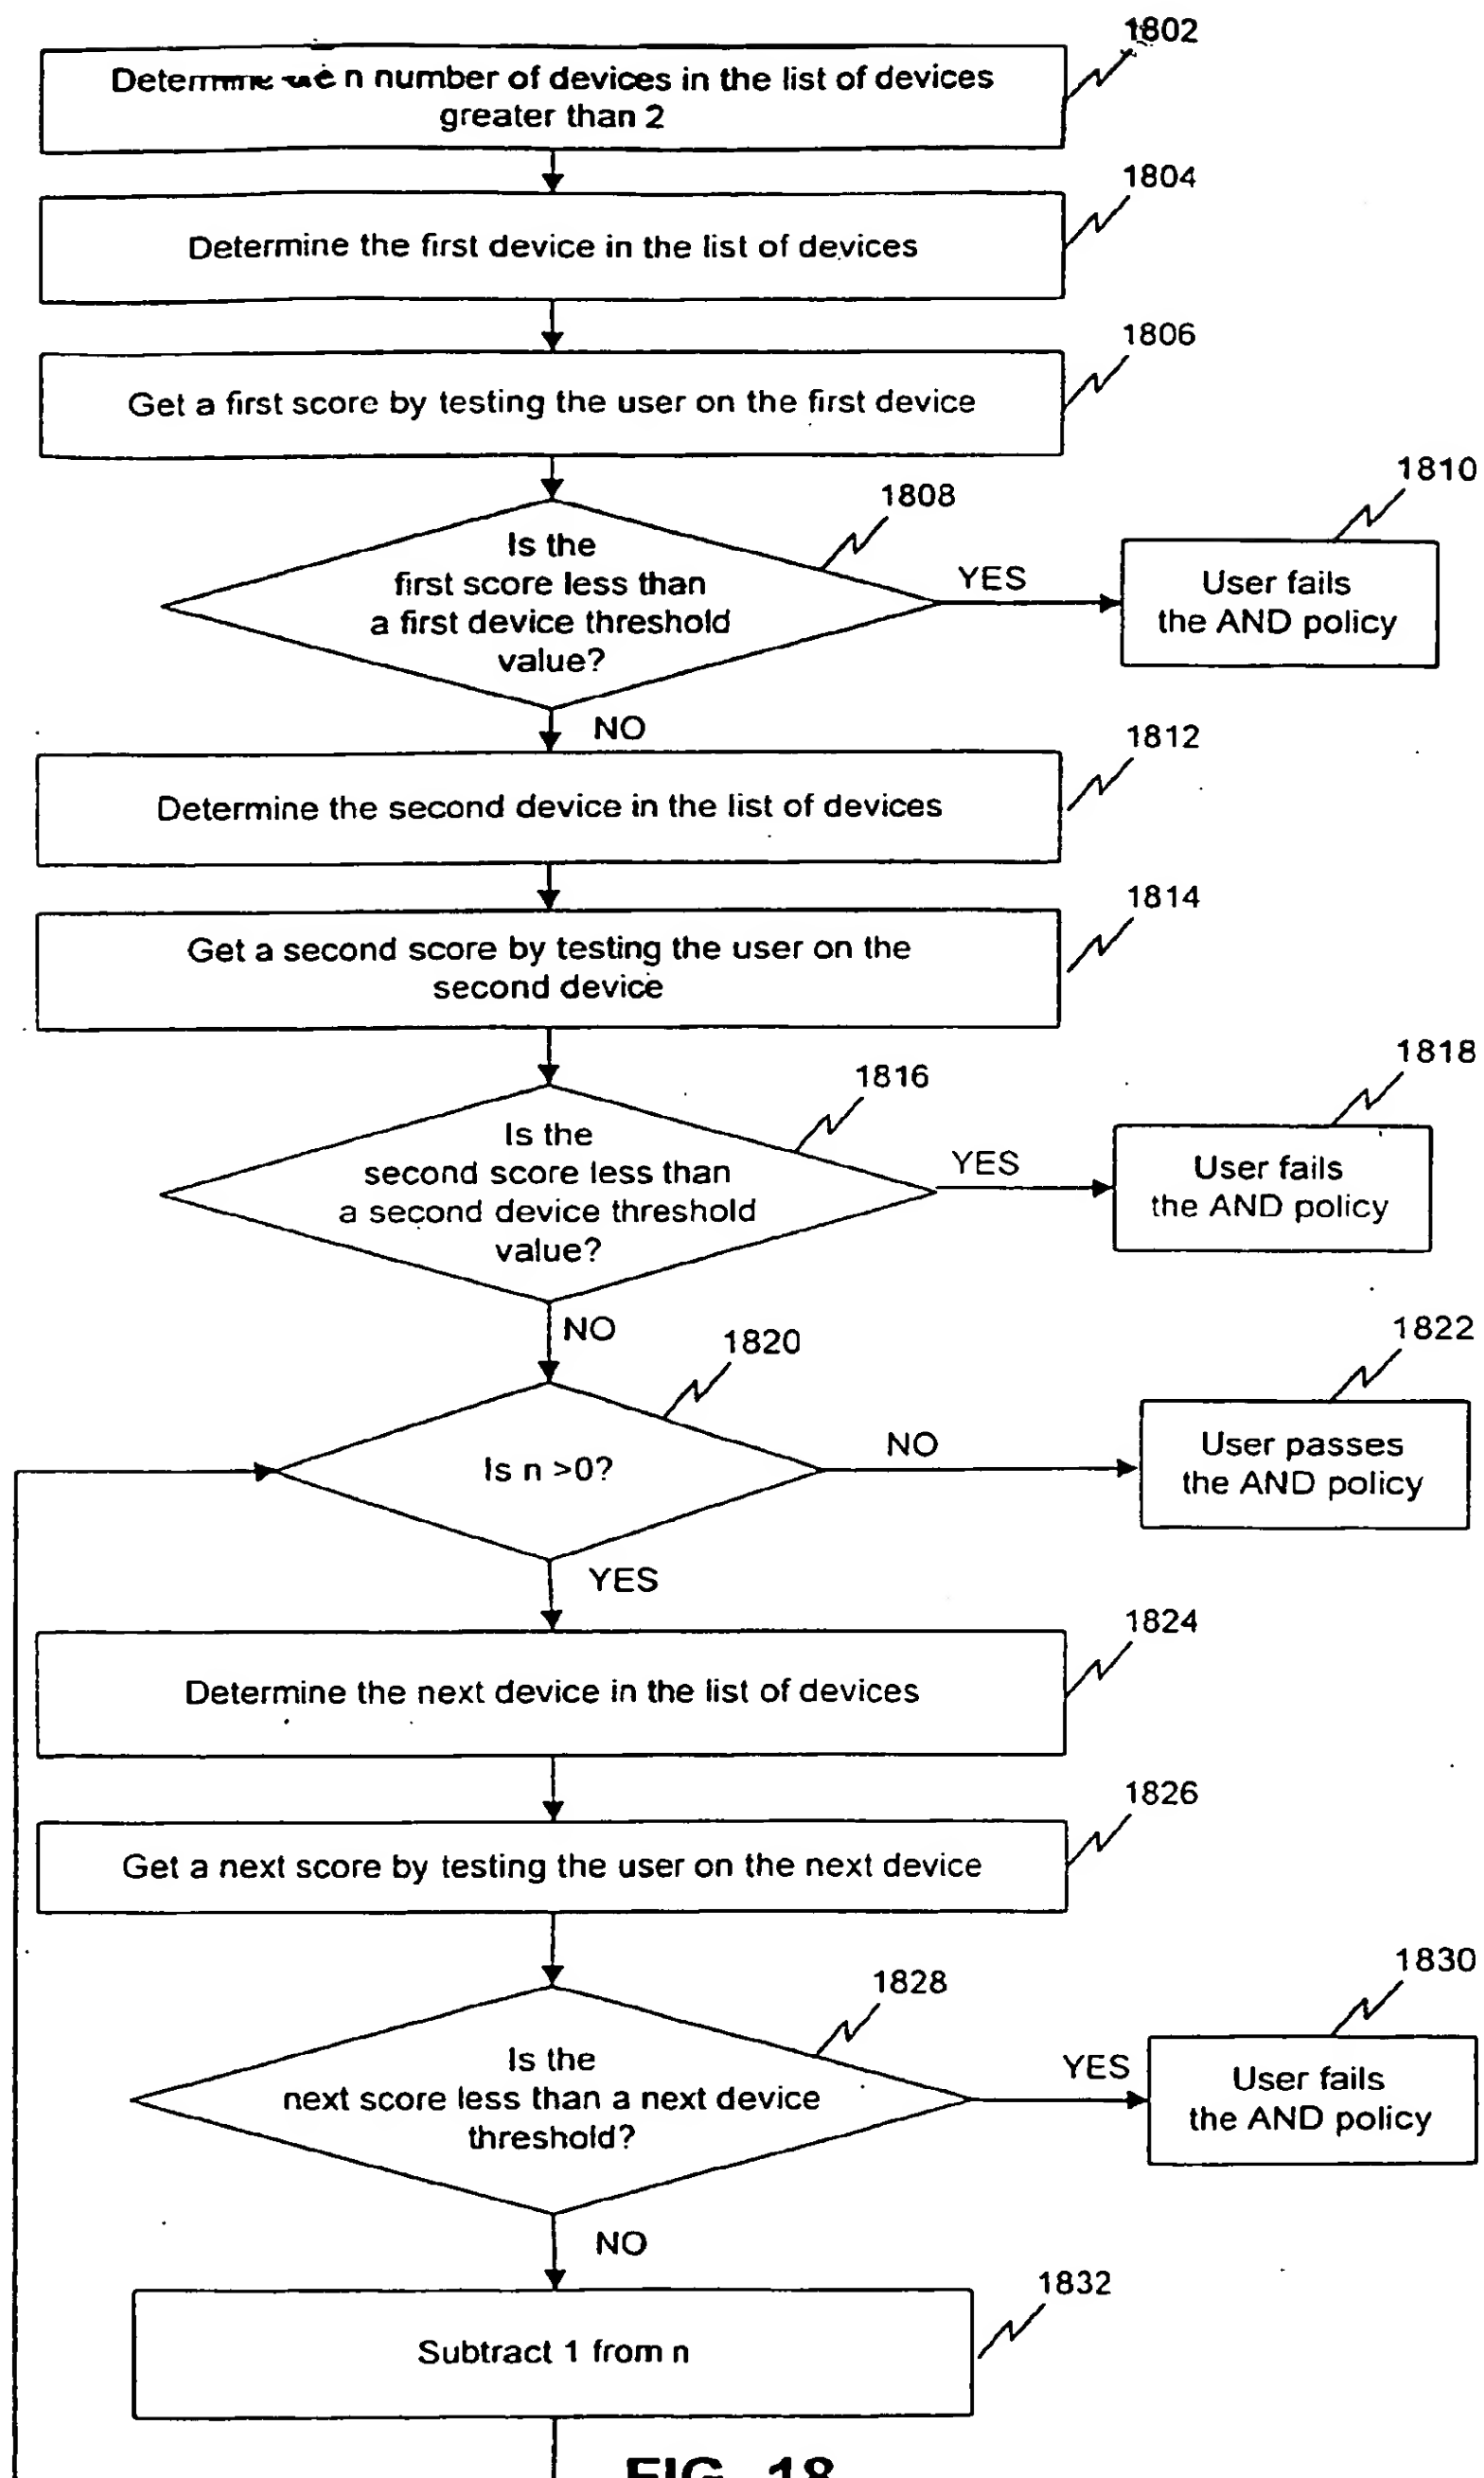 1802
Determine n number of devices in the list of devices
greater than 2
1804
Determine the first device in the list of devices
1806
Get a first score by testing the user on the first device
1808
1810
Is the
first score less than
a first device threshold
value?
YES
User fails
the AND policy
NO
1812
Determine the second device in the list of devices
1814
Get a second score by testing the user on the
second device
1816
1818
Is the
second score less than
a second device threshold
value?
YES
User fails
the AND policy
NO
1820
1822
Is n >0?
NO
User passes
the AND policy
YES
1824
Determine the next device in the list of devices
1826
Get a next score by testing the user on the next device
1828
1830
Is the
next score less than a next device
threshold?
YES
User fails
the AND policy
NO
1832
Subtract 1 from n
FIG. 18